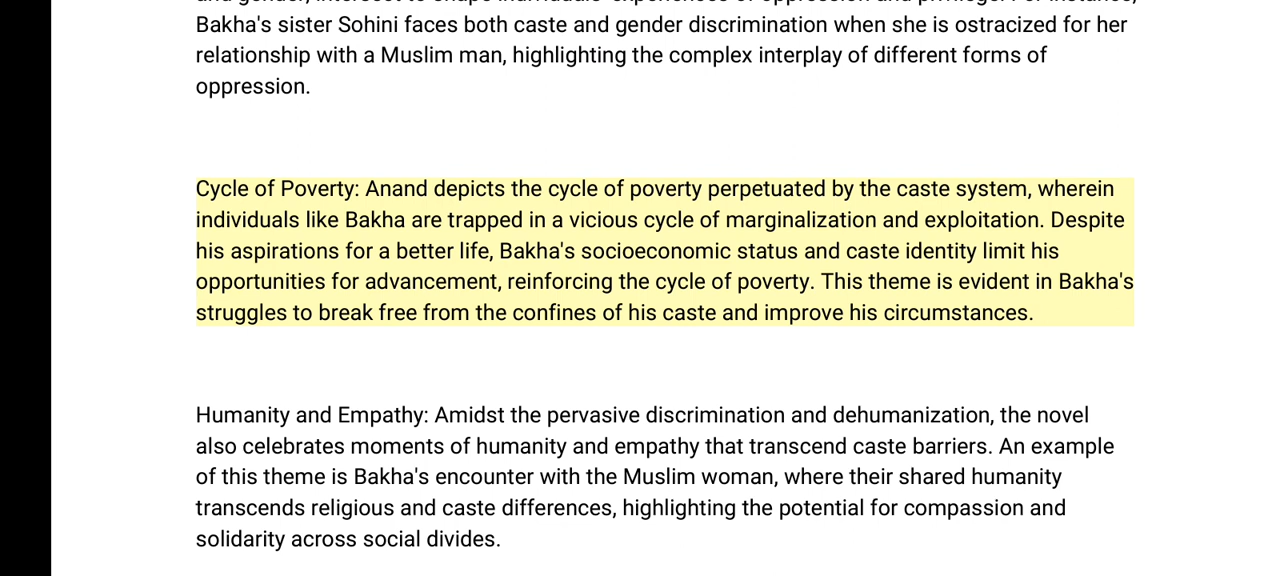 Bakha's sister Sohini faces both caste and gender discrimination when she is ostracized for her
relationship with a Muslim man, highlighting the complex interplay of different forms of
oppression.
Cycle of Poverty: Anand depicts the cycle of poverty perpetuated by the caste system, wherein
individuals like Bakha are trapped in a vicious cycle of marginalization and exploitation. Despite
his aspirations for a better life, Bakha's socioeconomic status and caste identity limit his
opportunities for advancement, reinforcing the cycle of poverty. This theme is evident in Bakha's
struggles to break free from the confines of his caste and improve his circumstances.
Humanity and Empathy: Amidst the pervasive discrimination and dehumanization, the novel
also celebrates moments of humanity and empathy that transcend caste barriers. An example
of this theme is Bakha's encounter with the Muslim woman, where their shared humanity
transcends religious and caste differences, highlighting the potential for compassion and
solidarity across social divides.